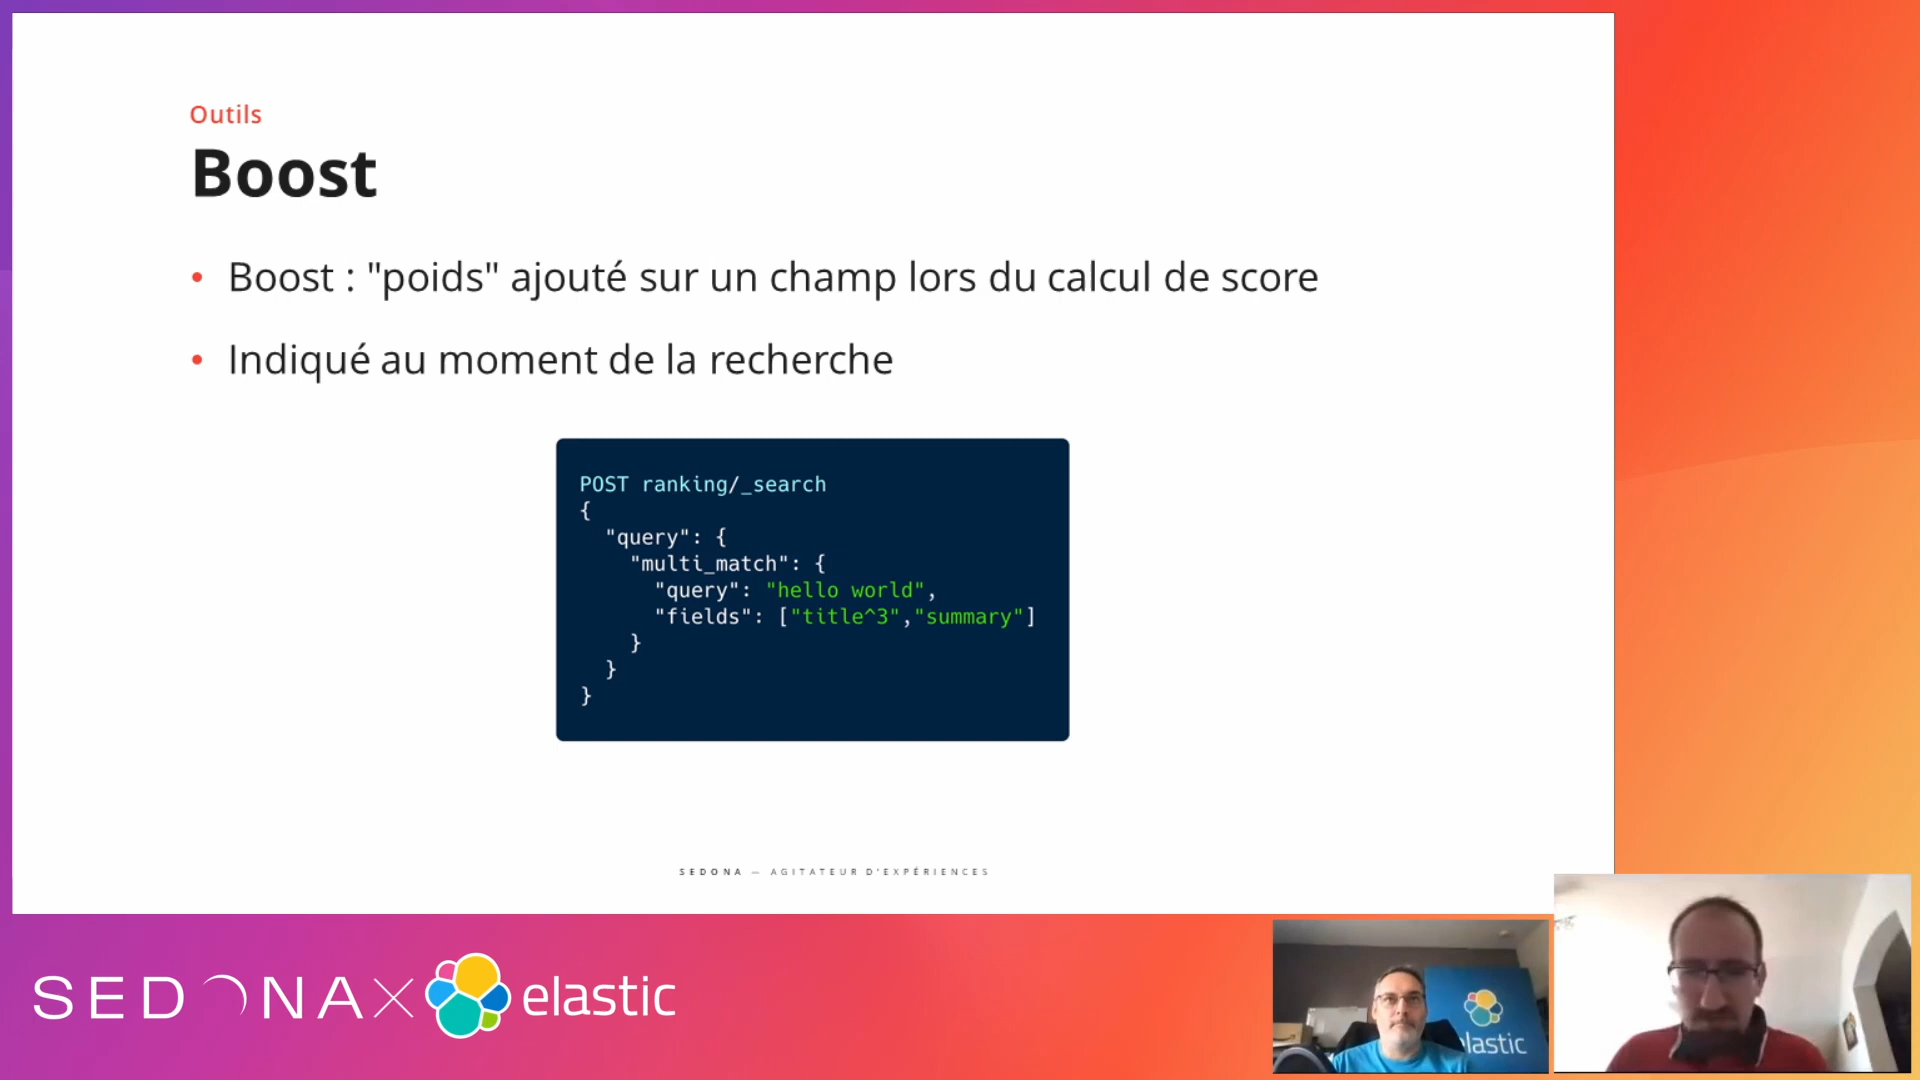 Outils
Boost
• Boost : "poids" ajouté sur un champ lors du calcul de score
• Indiqué au moment de la recherche
POST ranking/_search
{
  "query": {
    "multi_match": {
      "query": "hello world",
      "fields": ["title^3","summary"]
    }
  }
}
SEDONA — AGITATEUR D'EXPÉRIENCES
SEDONA X elastic
elastic